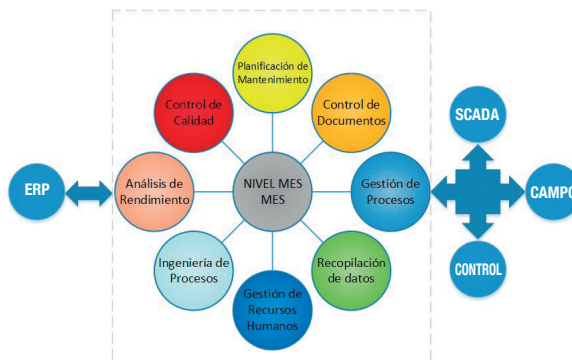 Planificación de
Mantenimiento
Control de
Calidad
Control de
Documentos
SCADA
ERP
Análisis de
Rendimiento
NIVEL MES
MES
Gestión de
Procesos
CAMPO
Ingeniería de
Procesos
Recopilación
de datos
CONTROL
Gestión de
Recursos
Humanos